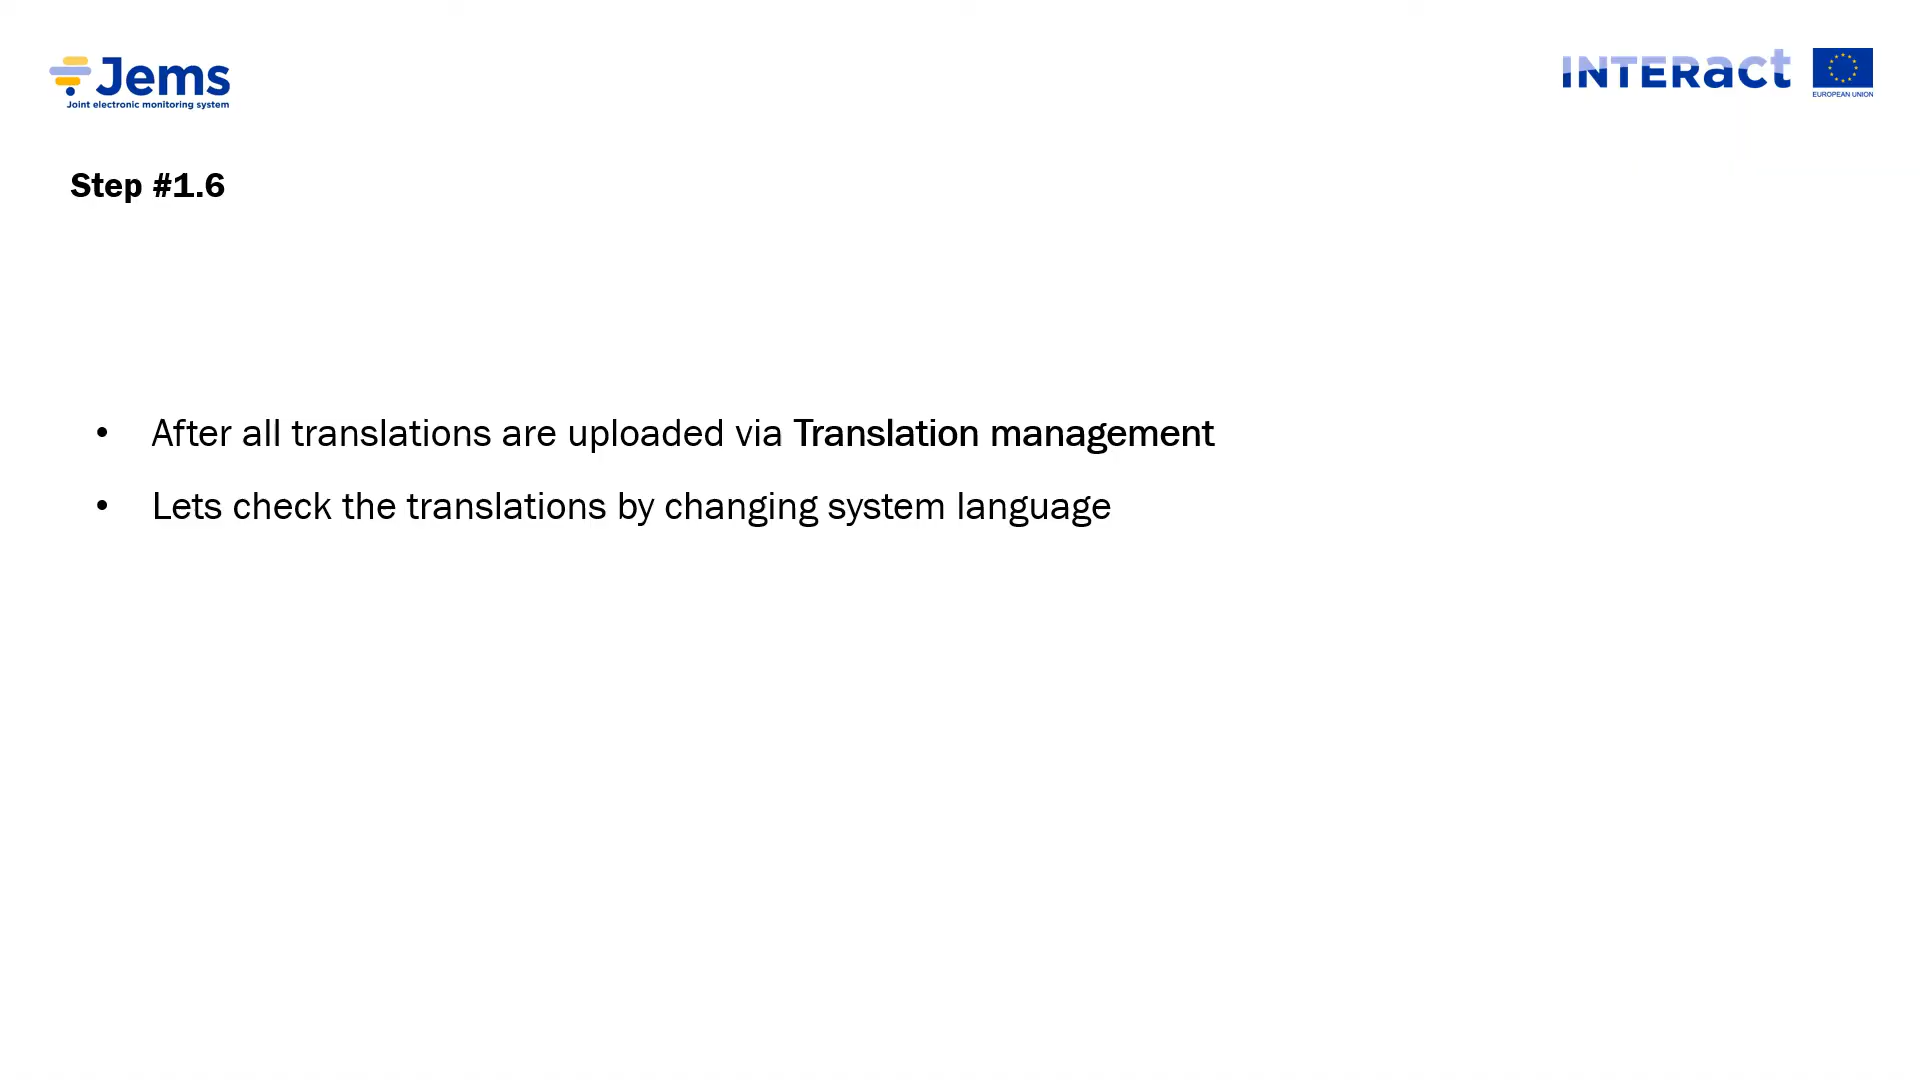 Jems
Joint electronic monitoring system
INTERact
EUROPEAN UNION
Step #1.6
• After all translations are uploaded via Translation management
• Lets check the translations by changing system language